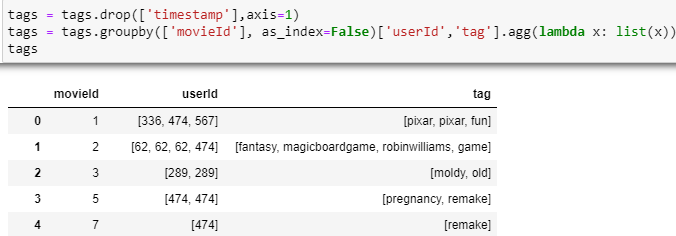 tags = tags.drop(['timestamp'],axis=1)
tags = tags.groupby(['movieId'], as_index=False)['userId','tag'].agg(lambda x: list(x))
tags
movieId userId tag
0 1 [336, 474, 567] [pixar, pixar, fun]
1 2 [62, 62, 62, 474] [fantasy, magicboardgame, robinwilliams, game]
2 3 [289, 289] [moldy, old]
3 5 [474, 474] [pregnancy, remake]
4 7 [474] [remake]